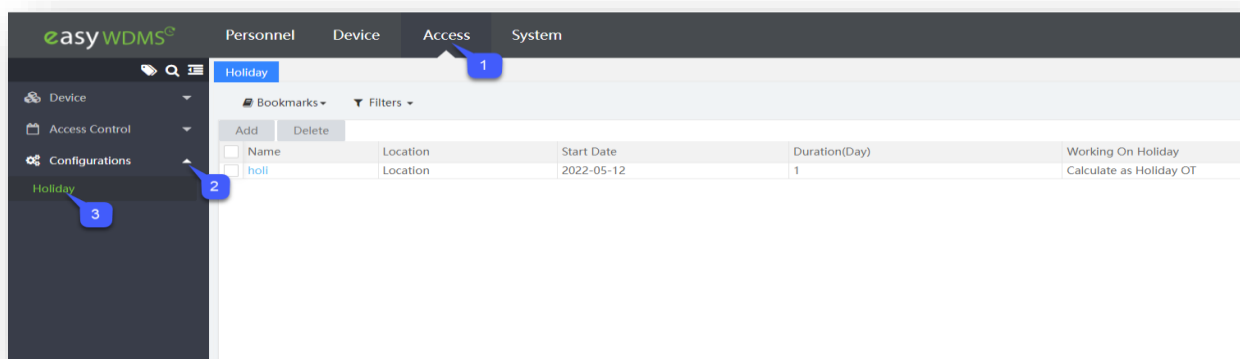 easy WDMS
Personnel Device Access System
1
Holiday
Device
Bookmarks Filters
Access Control
Add Delete
Name Location Start Date Duration(Day) Working On Holiday
Configurations
holi Location 2022-05-12 1 Calculate as Holiday OT
2
Holiday
3